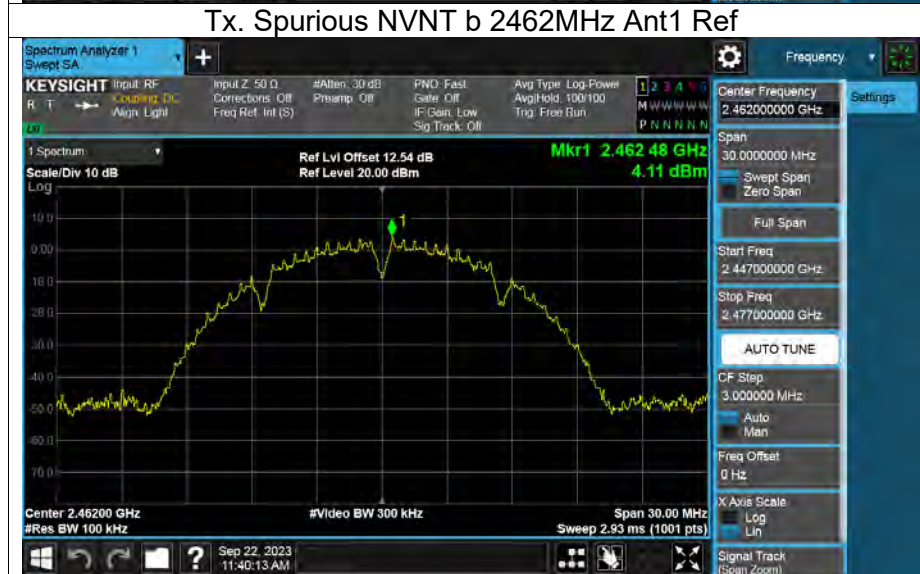 Tx. Spurious NVNT b 2462MHz Ant1 Ref
Spectrum Analyzer 1
Swept SA
+
Frequency
KEYSIGHT
Input: RF
Coupling: DC
Align: Light
Input Z: 50 Ω
Corrections: Off
Freq Ref: Int (S)
#Atten: 30 dB
Preamp: Off
PNO: Fast
Gate: Off
IF Gain: Low
Sig Track: Off
Avg Type: Log-Power
Avg|Hold: 100/100
Trig: Free Run
1 2 3 4 5 6
M W W W W W
P N N N N N
R T
1 Spectrum
Scale/Div 10 dB
Log
Ref Lvl Offset 12.54 dB
Ref Level 20.00 dBm
Mkr1 2.462 48 GHz
4.11 dBm
1
10.0
0.00
-10.0
-20.0
-30.0
-40.0
-50.0
-60.0
-70.0
Center 2.46200 GHz
#Res BW 100 kHz
#Video BW 300 kHz
Span 30.00 MHz
Sweep 2.93 ms (1001 pts)
Center Frequency
2.462000000 GHz
Settings
Span
30.0000000 MHz
Swept Span
Zero Span
Full Span
Start Freq
2.447000000 GHz
Stop Freq
2.477000000 GHz
AUTO TUNE
CF Step
3.000000 MHz
Auto
Man
Freq Offset
0 Hz
X Axis Scale
Log
Lin
Signal Track
(Span Zoom)
?
Sep 22, 2023
11:40:13 AM